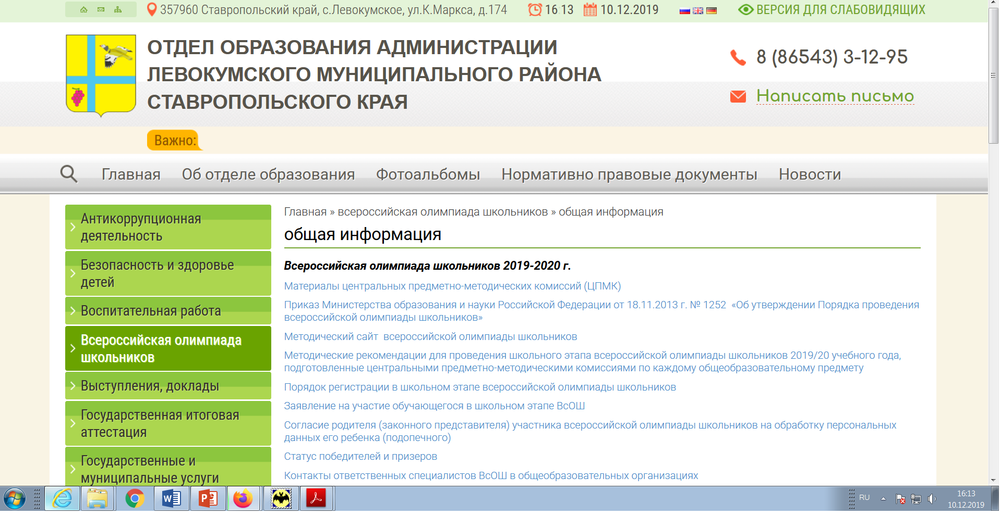 357960 Ставропольский край, с.Левокумское, ул.К.Маркса, д.174
16:13
10.12.2019
ВЕРСИЯ ДЛЯ СЛАБОВИДЯЩИХ
ОТДЕЛ ОБРАЗОВАНИЯ АДМИНИСТРАЦИИ
ЛЕВОКУМСКОГО МУНИЦИПАЛЬНОГО РАЙОНА
СТАВРОПОЛЬСКОГО КРАЯ
8 (86543) 3-12-95
Написать письмо
Важно:
Главная
Об отделе образования
Фотоальбомы
Нормативно правовые документы
Новости
Антикоррупционная
деятельность
Безопасность и здоровье
детей
Воспитательная работа
Всероссийская олимпиада
школьников
Выступления, доклады
Государственная итоговая
аттестация
Государственные и
муниципальные услуги
Главная » всероссийская олимпиада школьников » общая информация
общая информация
Всероссийская олимпиада школьников 2019-2020 г.
Материалы центральных предметно-методических комиссий (ЦПМК)
Приказ Министерства образования и науки Российской Федерации от 18.11.2013 г. № 1252 «Об утверждении Порядка проведения
всероссийской олимпиады школьников»
Методический сайт всероссийской олимпиады школьников
Методические рекомендации для проведения школьного этапа всероссийской олимпиады школьников 2019/20 учебного года,
подготовленные центральными предметно-методическими комиссиями по каждому общеобразовательному предмету
Порядок регистрации в школьном этапе всероссийской олимпиады школьников
Заявление на участие обучающегося в школьном этапе ВсОШ
Согласие родителя (законного представителя) участника всероссийской олимпиады школьников на обработку персональных
данных его ребенка (подопечного)
Статус победителей и призеров
Контакты ответственных специалистов ВсОШ в общеобразовательных организациях
RU
16:13
10.12.2019